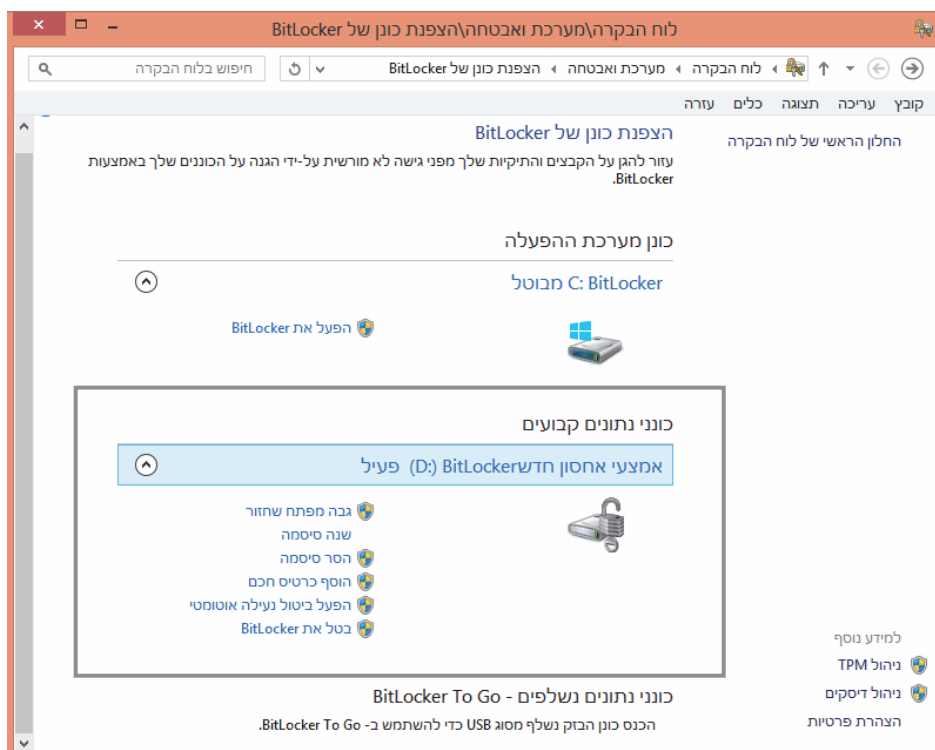 לוח הבקרה\מערכת ואבטחה\הצפנת כונן של BitLocker
לוח הבקרה
מערכת ואבטחה
הצפנת כונן של BitLocker
חיפוש בלוח הבקרה
קובץ עריכה תצוגה כלים עזרה
החלון הראשי של לוח הבקרה
הצפנת כונן של BitLocker
עזור להגן על הקבצים והתיקיות שלך מפני גישה לא מורשית על-ידי הגנה על הכוננים שלך באמצעות
BitLocker.
כונן מערכת ההפעלה
C: BitLocker מבוטל
הפעל את BitLocker
כונני נתונים קבועים
אמצעי אחסון חדשBitLocker (D:) פעיל
גבה מפתח שחזור
שנה סיסמה
הסר סיסמה
הוסף כרטיס חכם
הפעל ביטול נעילה אוטומטי
בטל את BitLocker
כונני נתונים נשלפים - BitLocker To Go
הכנס כונן הבזק נשלף מסוג USB כדי להשתמש ב- BitLocker To Go.
למידע נוסף
ניהול TPM
ניהול דיסקים
הצהרת פרטיות